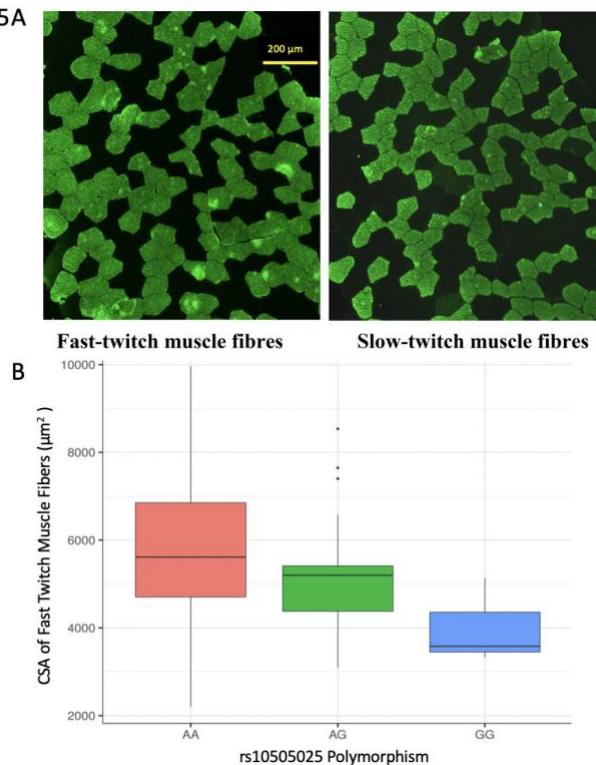 5A
200 µm
Fast-twitch muscle fibres Slow-twitch muscle fibres
B
10000
8000
6000
4000
2000
CSA of Fast Twitch Muscle Fibers (µm²)
AA AG GG
rs10505025 Polymorphism